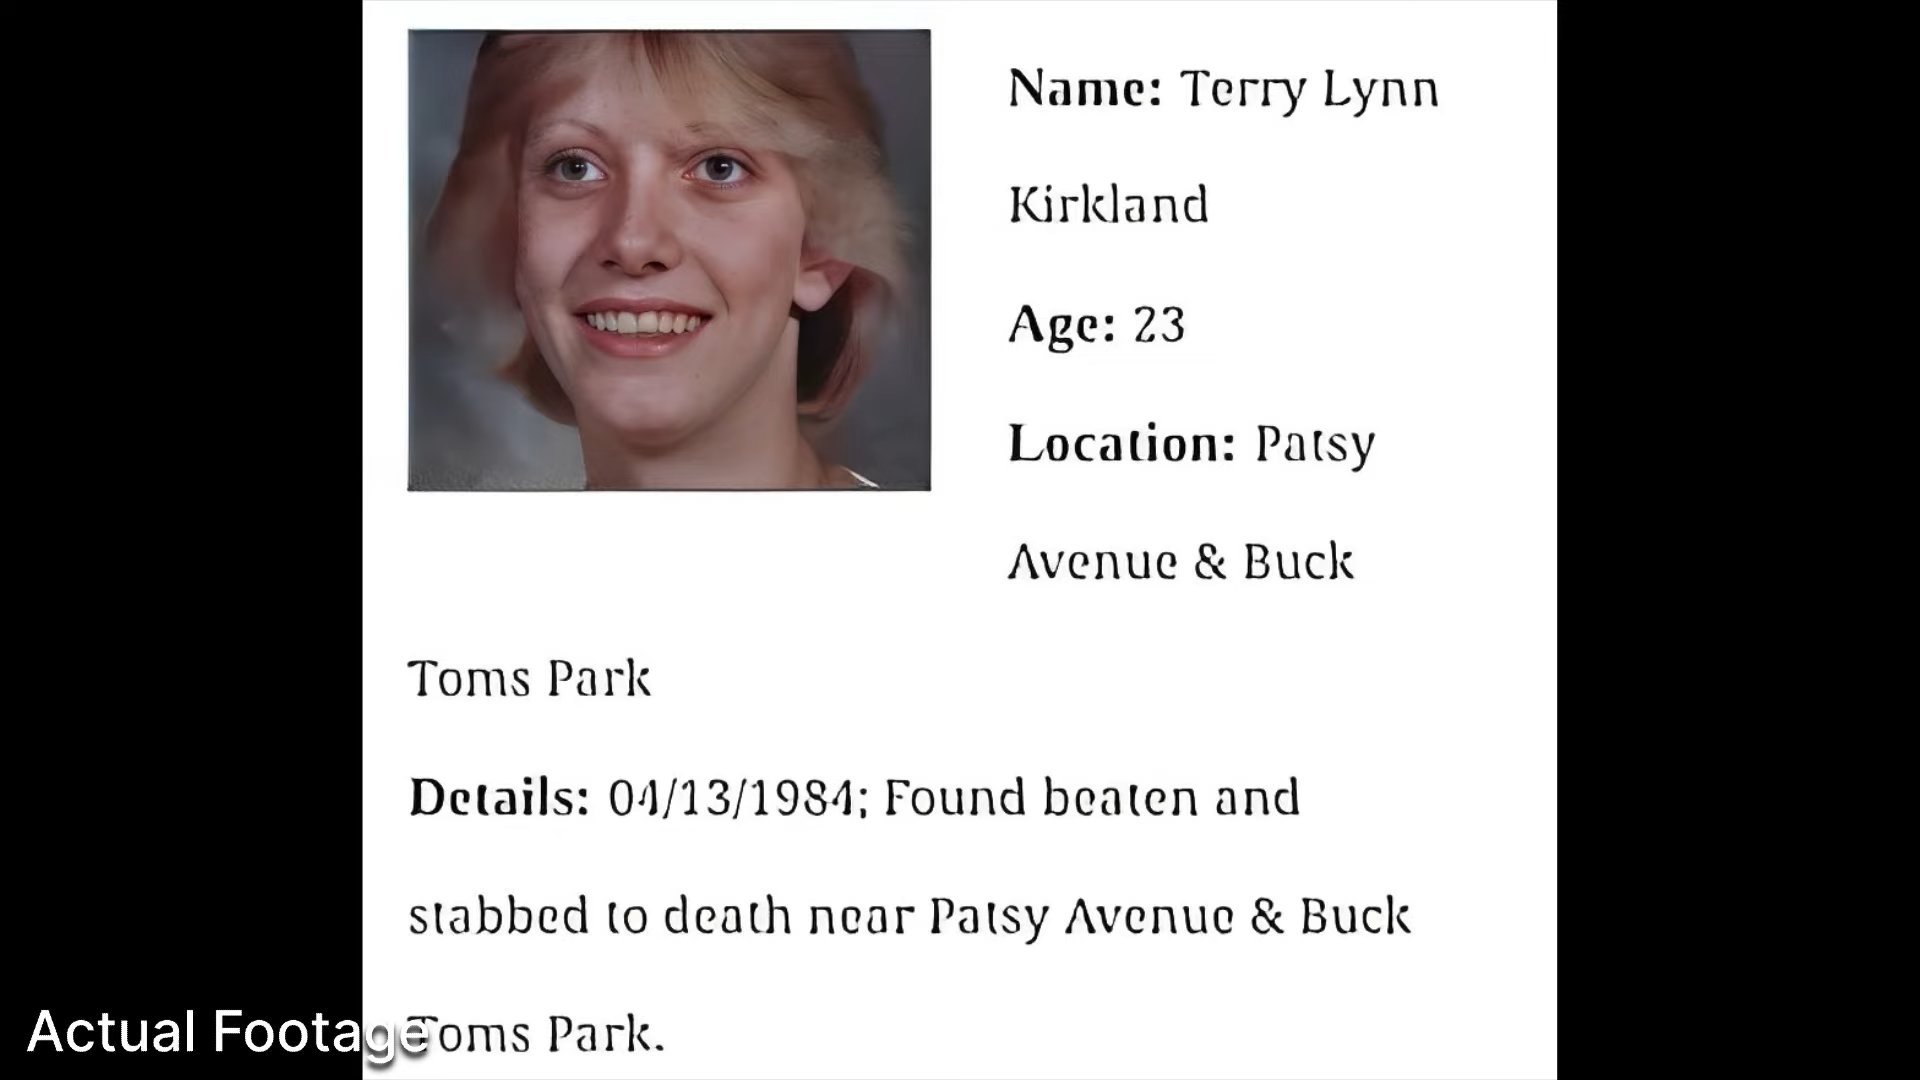 Name: Terry Lynn
Kirkland
Age: 23
Location: Patsy
Avenue & Buck
Toms Park
Details: 04/13/1984; Found beaten and
stabbed to death near Patsy Avenue & Buck
Toms Park.
Actual Footage